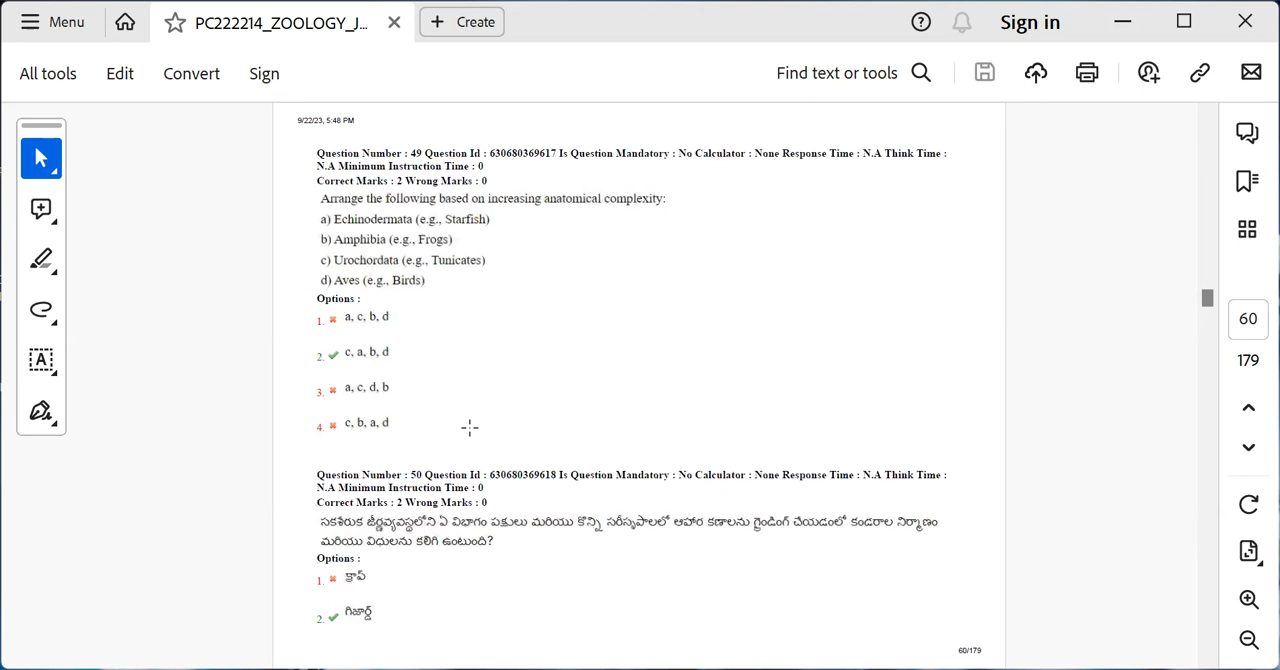 Menu
PC222214_ZOOLOGY_J...
Create
Sign in
All tools Edit Convert Sign
Find text or tools
9/22/23, 5:48 PM
Question Number : 49 Question Id : 630680369617 Is Question Mandatory : No Calculator : None Response Time : N.A Think Time :
N.A Minimum Instruction Time : 0
Correct Marks : 2 Wrong Marks : 0
Arrange the following based on increasing anatomical complexity:
a) Echinodermata (e.g., Starfish)
b) Amphibia (e.g., Frogs)
c) Urochordata (e.g., Tunicates)
d) Aves (e.g., Birds)
Options :
1. a, c, b, d
2. c, a, b, d
3. a, c, d, b
4. c, b, a, d
Question Number : 50 Question Id : 630680369618 Is Question Mandatory : No Calculator : None Response Time : N.A Think Time :
N.A Minimum Instruction Time : 0
Correct Marks : 2 Wrong Marks : 0
సకశేరుక జీర్ణవ్యవస్థలోని ఏ విభాగం పక్షులు మరియు కొన్ని సరీసృపాలలో ఆహార కణాలను గ్రైండింగ్ చేయడంలో కండరాల నిర్మాణం
మరియు విధులను కలిగి ఉంటుంది?
Options :
1. క్రాప్
2. గిజార్డ్
60/179
60
179